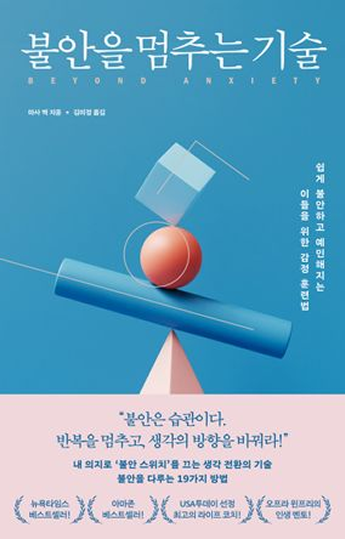 불안을 멈추는 기술
BEYOND ANXIETY
마사 벡 지음 • 김미정 옮김
쉽게 불안하고 예민해지는
이들을 위한 감정 훈련법
“불안은 습관이다.
반복을 멈추고, 생각의 방향을 바꿔라!”
내 의지로 ‘불안 스위치’를 끄는 생각 전환의 기술
불안을 다루는 19가지 방법
뉴욕타임스
베스트셀러!
아마존
베스트셀러!
USA투데이 선정
최고의 라이프 코치!
오프라 윈프리의
인생 멘토!